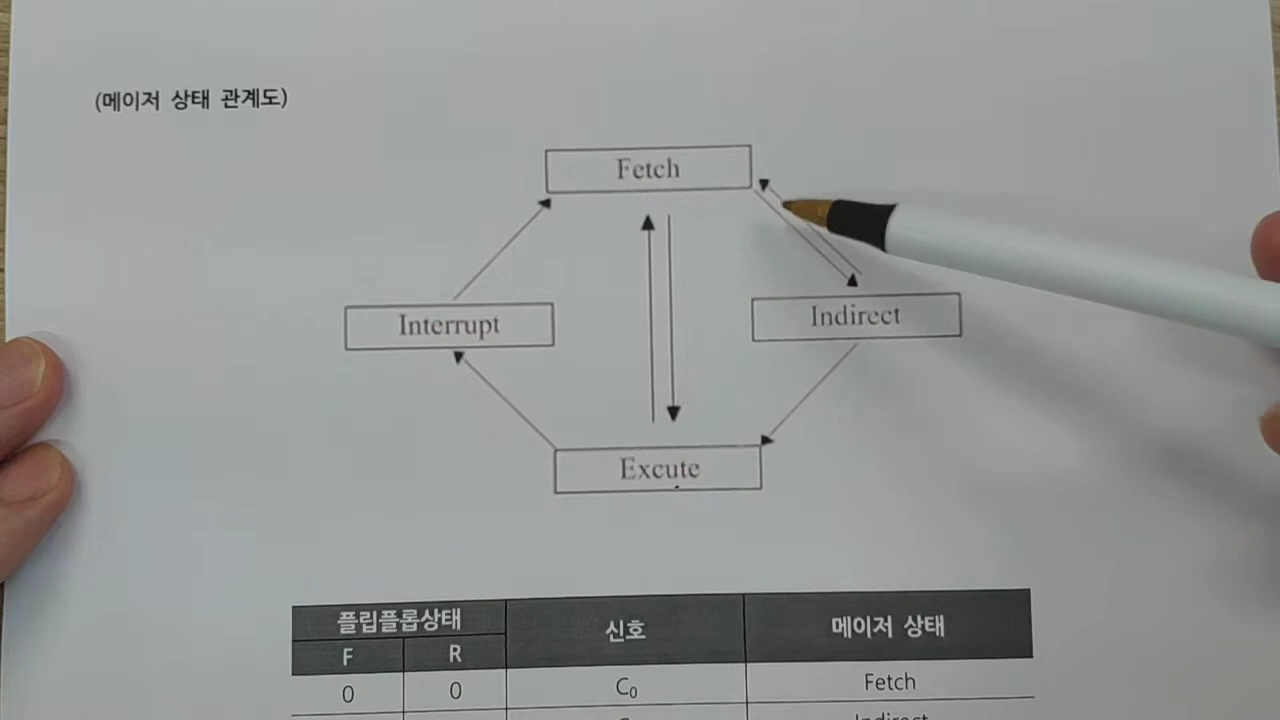 (메이저 상태 관계도)
Fetch
Interrupt
Indirect
Excute
플립플롭상태 신호 메이저 상태
F R
0 0 C₀ Fetch
Indirect